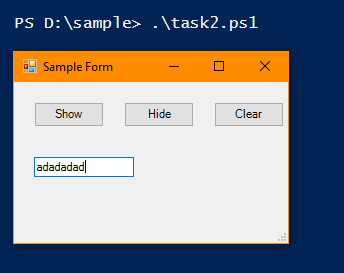 PS D:\sample> .\task2.ps1
Sample Form
Show Hide Clear
adadadad